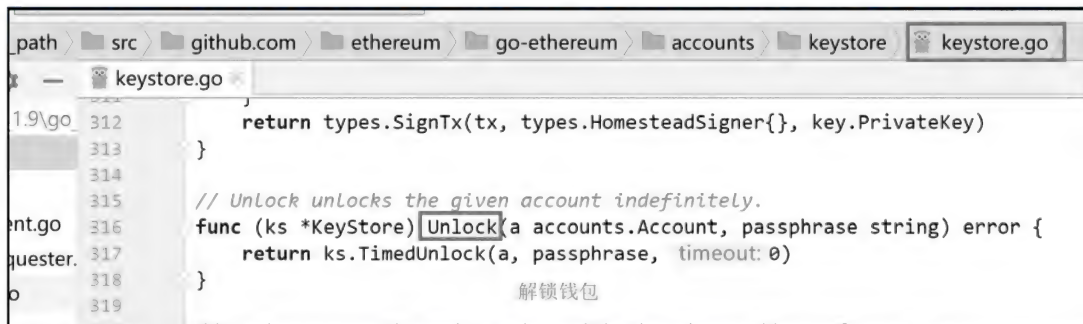 _path src github.com ethereum go-ethereum accounts keystore keystore.go
keystore.go
1.9\go_ 312 return types.SignTx(tx, types.HomesteadSigner{}, key.PrivateKey)
313 }
314
315 // Unlock unlocks the given account indefinitely.
ent.go 316 func (ks *KeyStore) Unlock(a accounts.Account, passphrase string) error {
quester. 317 return ks.TimedUnlock(a, passphrase, timeout: 0)
o 318 }
解锁钱包
319